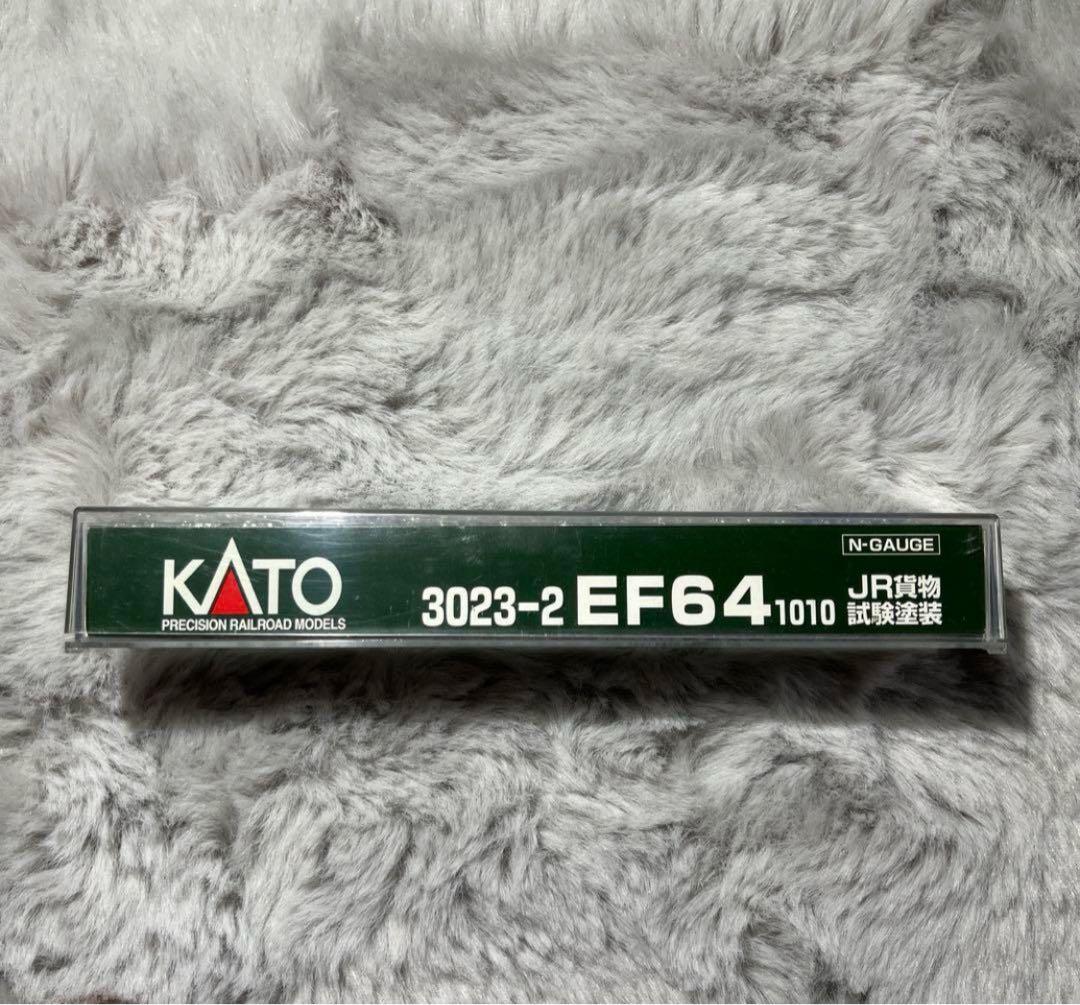 KATO
PRECISION RAILROAD MODELS
3023-2 EF64 1010
N-GAUGE
JR貨物
試験塗装